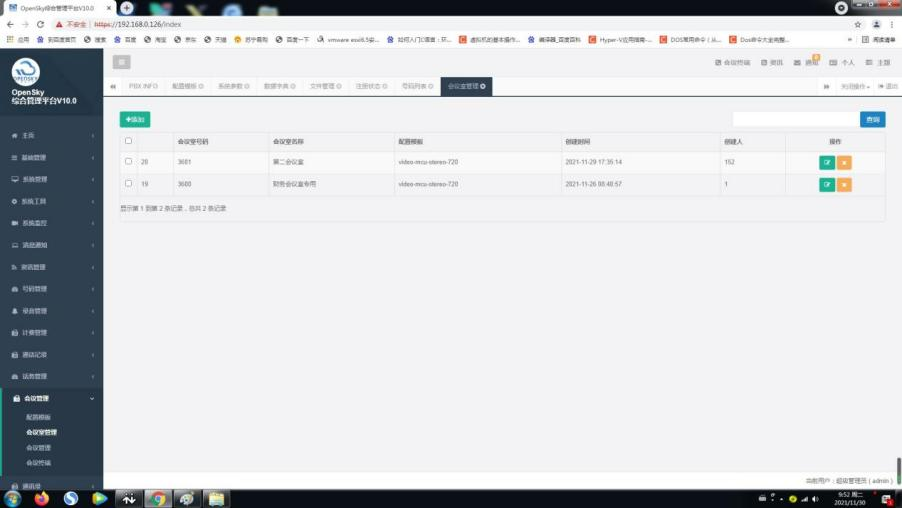 OpenSky综合管理平台V10.0
不安全 | https://192.168.0.126/index
应用 到百度首页 搜索 百度 淘宝 京东 天猫 苏宁易购 百度一下 vmware esxi6.5安... 如何入门C语言：环... 虚拟机的基本操作... 编译器_百度百科 Hyper-V应用指南-... DOS常用命令（从... Dos命令大全完整... » 阅读清单
OPENSKY
OpenSky
综合管理平台V10.0
会议终端 资讯 通知 个人 主题
PBX INFO 配置模板 系统参数 数据字典 文件管理 注册状态 号码列表 会议室管理 关闭操作 退出
主页
基础管理
系统管理
系统工具
系统监控
消息通知
资讯管理
号码管理
录音管理
计费管理
通话记录
话务管理
会议管理
配置模板
会议室管理
会议管理
会议终端
通讯录
+添加 查询
会议室号码 会议室名称 配置模板 创建时间 创建人 操作
20 3601 第二会议室 video-mcu-stereo-720 2021-11-29 17:35:14 152
19 3600 财务会议室专用 video-mcu-stereo-720 2021-11-26 08:48:57 1
显示第 1 到第 2 条记录，总共 2 条记录
当前用户：超级管理员（admin）
9:52 周二
2021/11/30